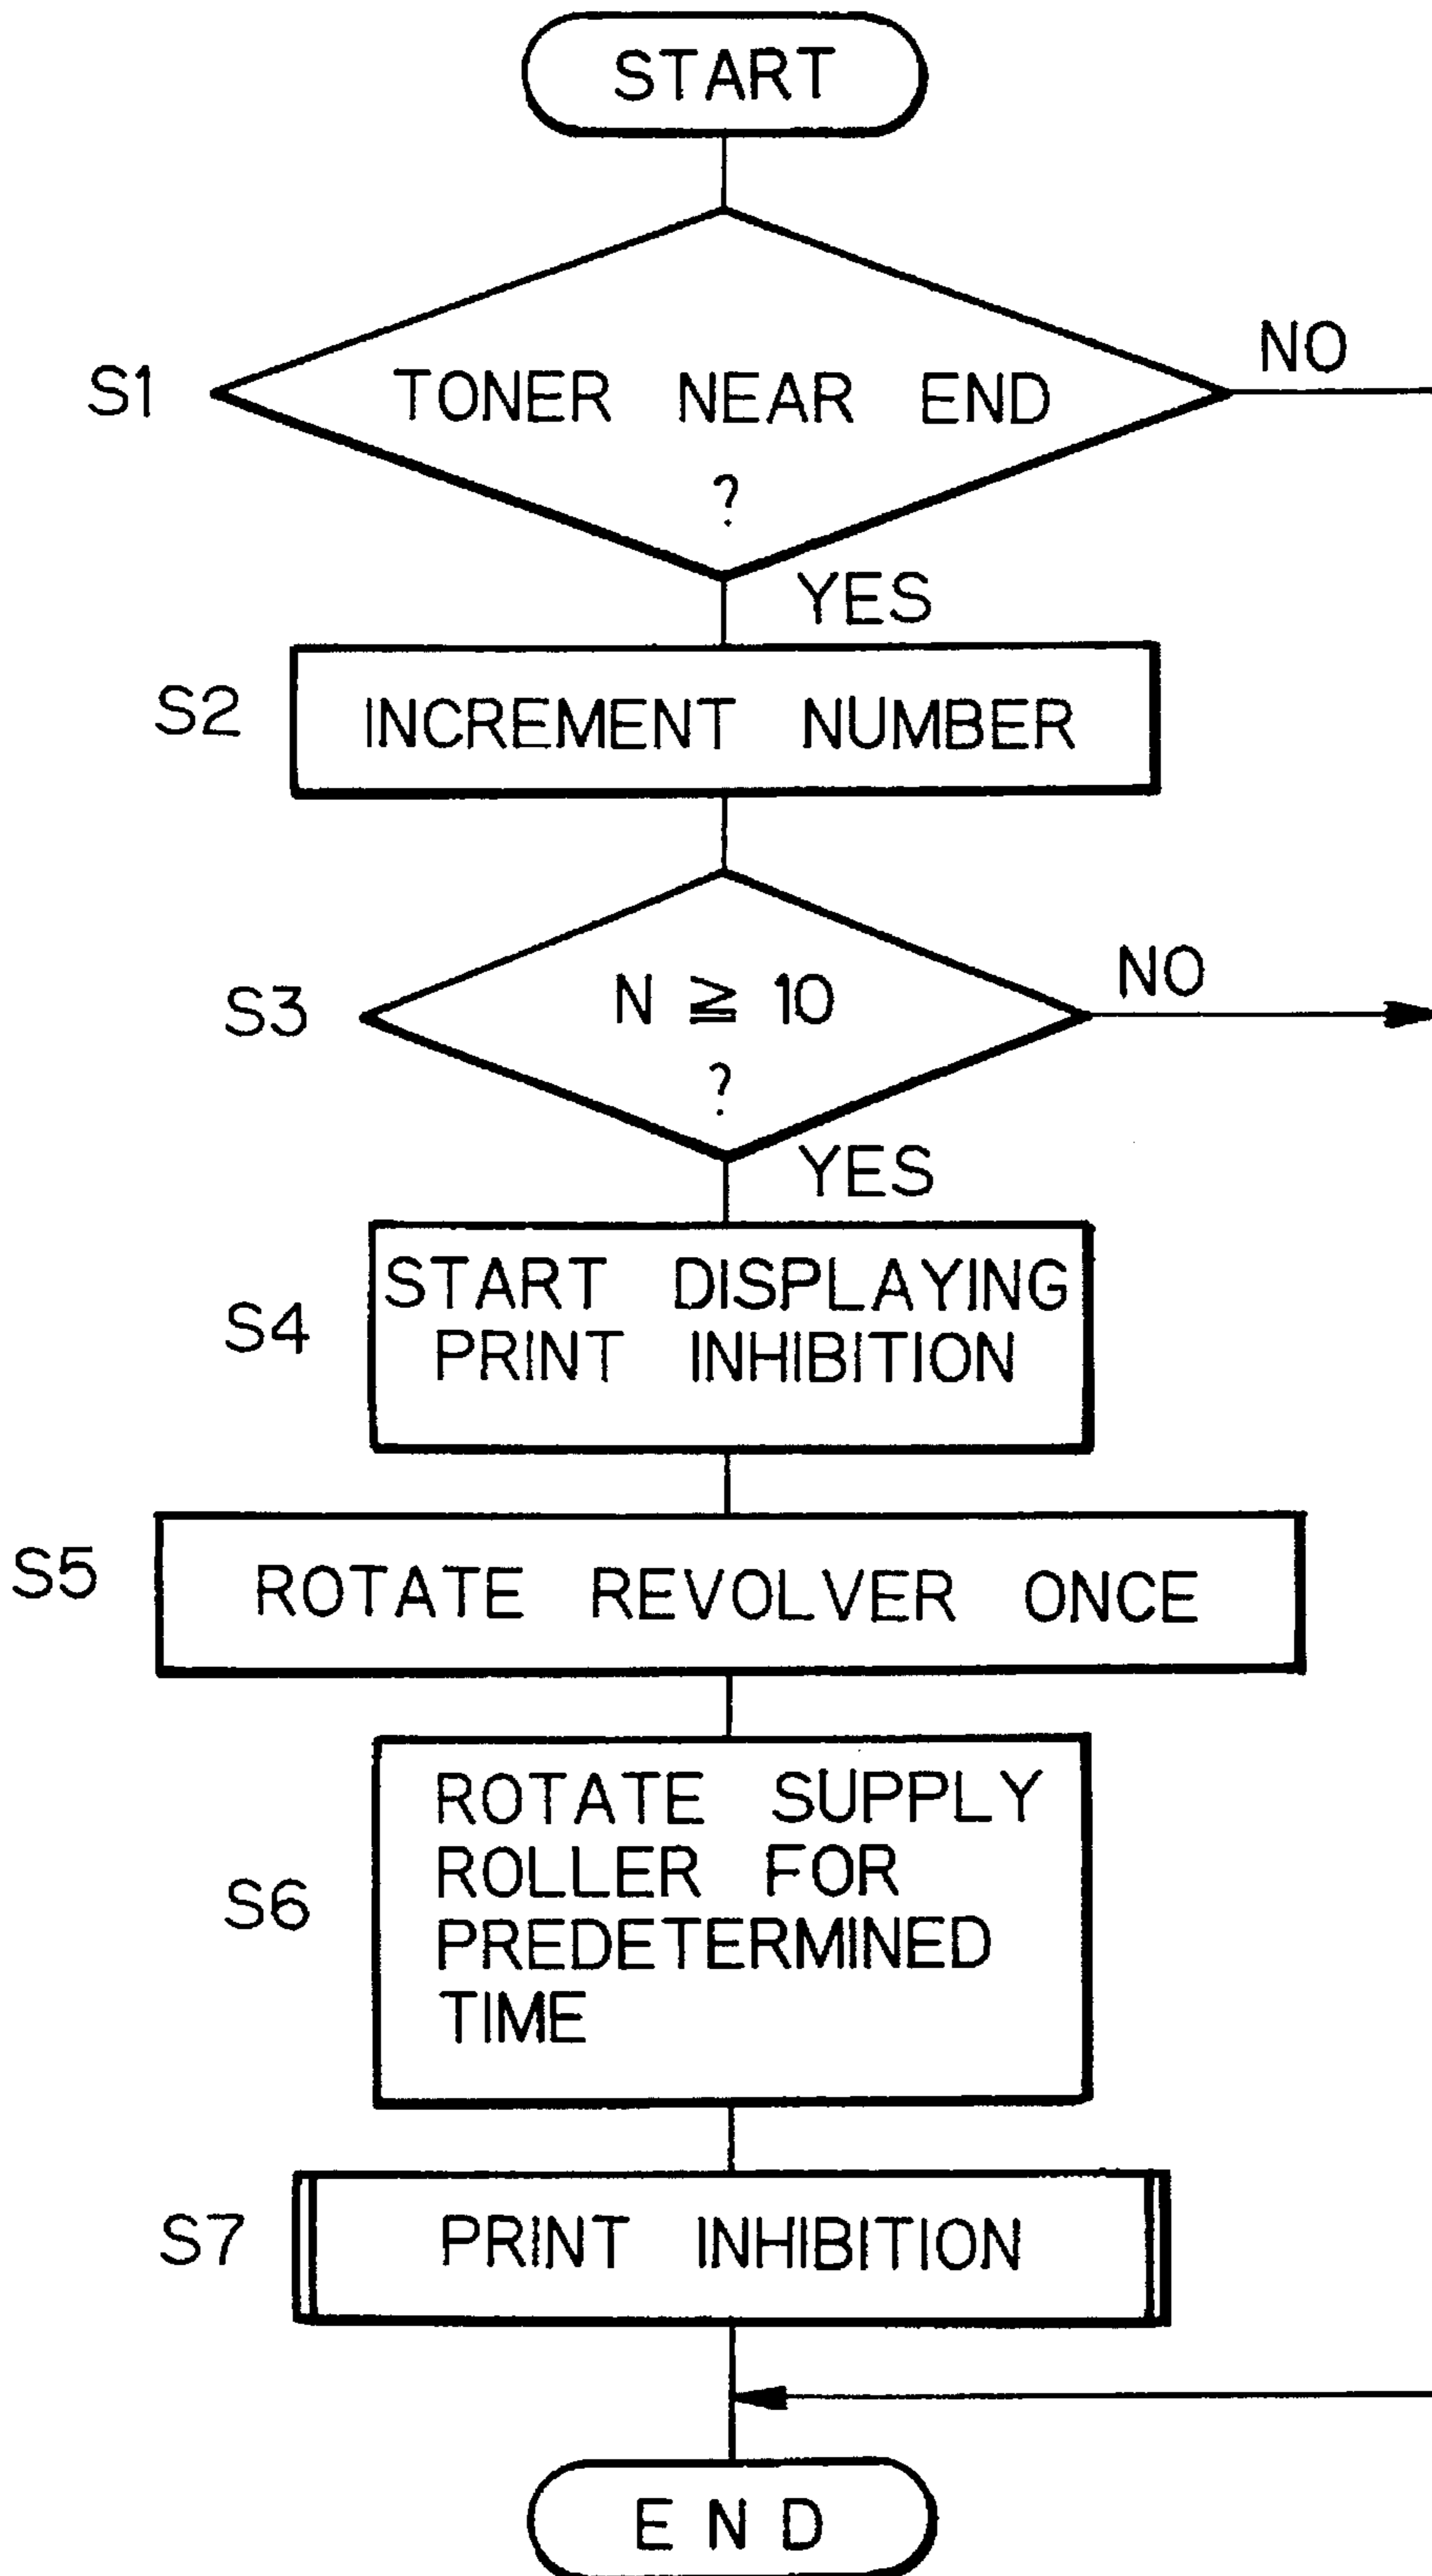 START
S1
TONER NEAR END
?
NO
YES
S2
INCREMENT NUMBER
S3
N ≧ 10
?
NO
YES
S4
START DISPLAYING
PRINT INHIBITION
S5
ROTATE REVOLVER ONCE
S6
ROTATE SUPPLY
ROLLER FOR
PREDETERMINED
TIME
S7
PRINT INHIBITION
END